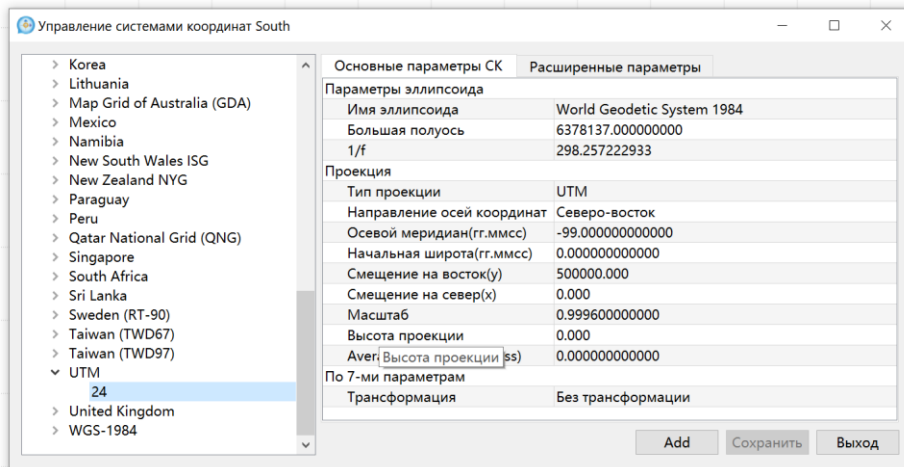 Управление системами координат South
Korea
Lithuania
Map Grid of Australia (GDA)
Mexico
Namibia
New South Wales ISG
New Zealand NYG
Paraguay
Peru
Qatar National Grid (QNG)
Singapore
South Africa
Sri Lanka
Sweden (RT-90)
Taiwan (TWD67)
Taiwan (TWD97)
UTM
24
United Kingdom
WGS-1984
Основные параметры СК Расширенные параметры
Параметры эллипсоида
Имя эллипсоида World Geodetic System 1984
Большая полуось 6378137.000000000
1/f 298.257222933
Проекция
Тип проекции UTM
Направление осей координат Северо-восток
Осевой меридиан(гг.ммсс) -99.000000000000
Начальная широта(гг.ммсс) 0.000000000000
Смещение на восток(y) 500000.000
Смещение на север(x) 0.000
Масштаб 0.999600000000
Высота проекции 0.000
Высота проекции ss) 0.000000000000
По 7-ми параметрам
Трансформация Без трансформации
Add Сохранить Выход